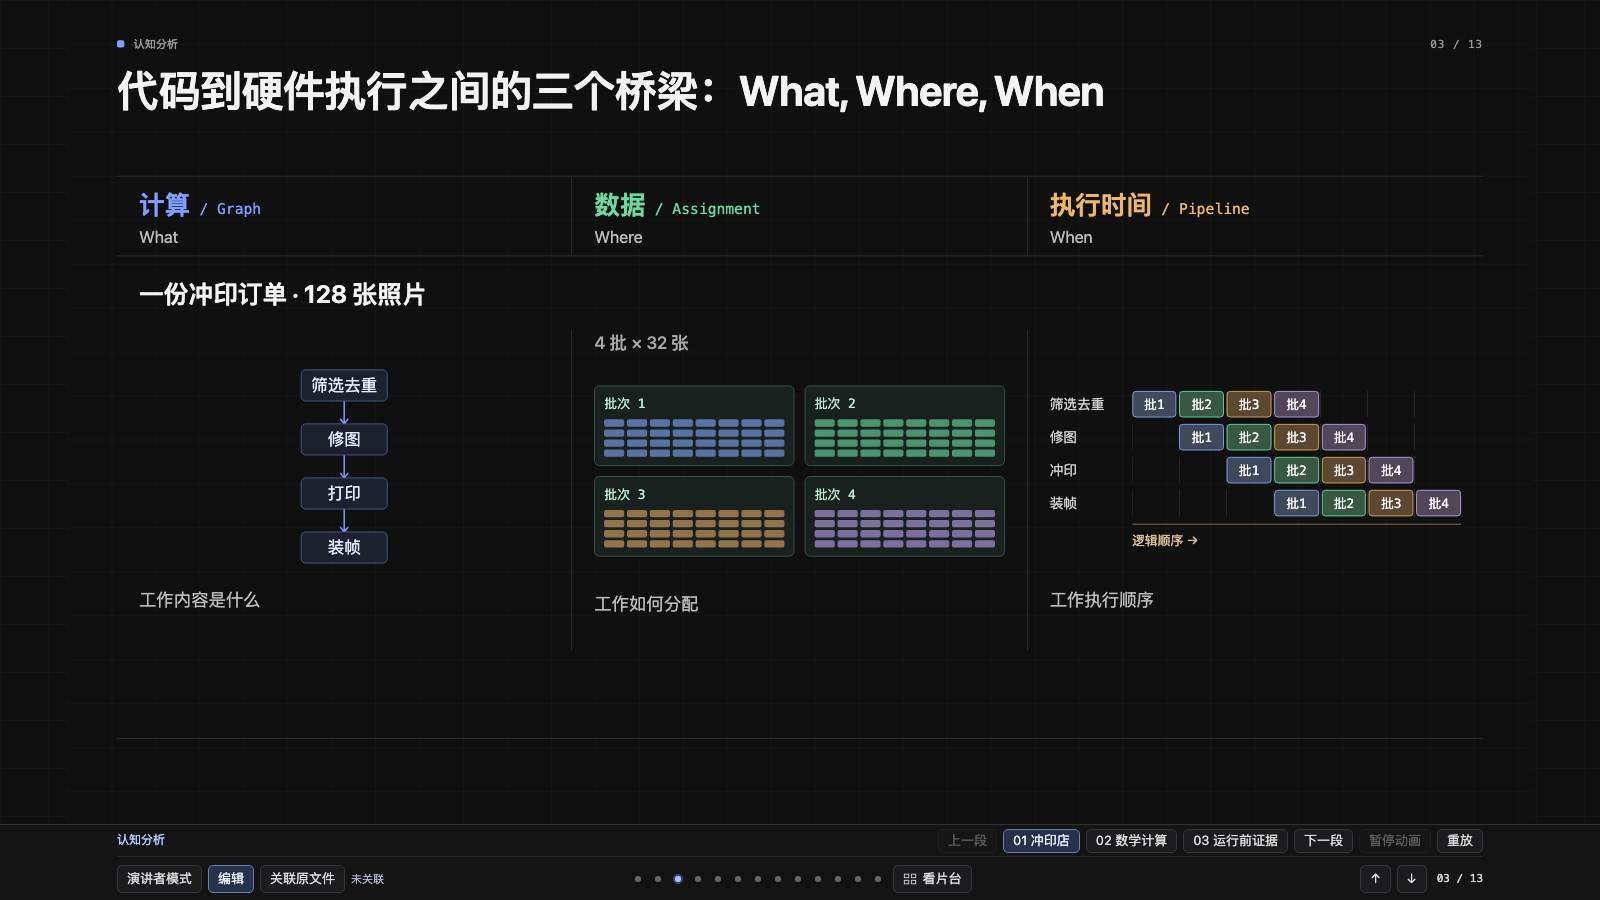 认知分析
03 / 13
代码到硬件执行之间的三个桥梁：What, Where, When
计算 / Graph
What
数据 / Assignment
Where
执行时间 / Pipeline
When
一份冲印订单 · 128 张照片
筛选去重
修图
打印
装帧
工作内容是什么
4 批 × 32 张
批次 1
批次 2
批次 3
批次 4
工作如何分配
筛选去重 批1 批2 批3 批4
修图 批1 批2 批3 批4
冲印 批1 批2 批3 批4
装帧 批1 批2 批3 批4
逻辑顺序 →
工作执行顺序
认知分析
上一段 01 冲印店 02 数学计算 03 运行前证据 下一段 暂停动画 重放
演讲者模式 编辑 关联原文件 未关联 看片台 ↑ ↓ 03 / 13